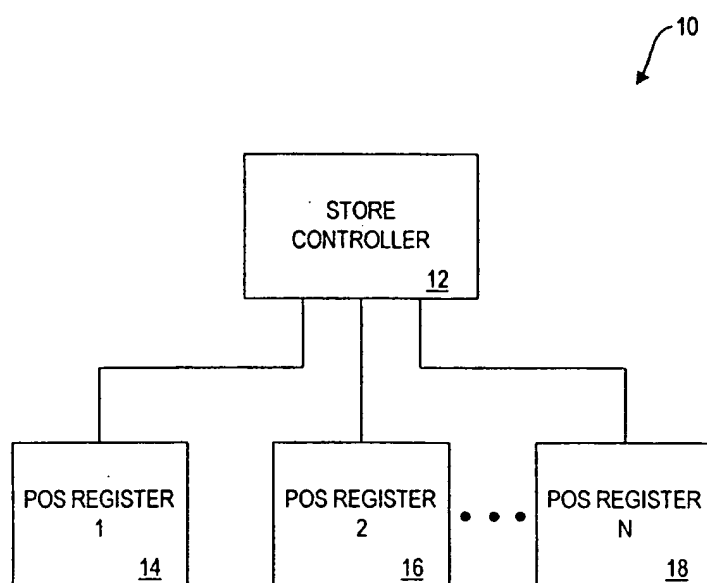 10
STORE
CONTROLLER
12
POS REGISTER
1
14
POS REGISTER
2
16
POS REGISTER
N
18